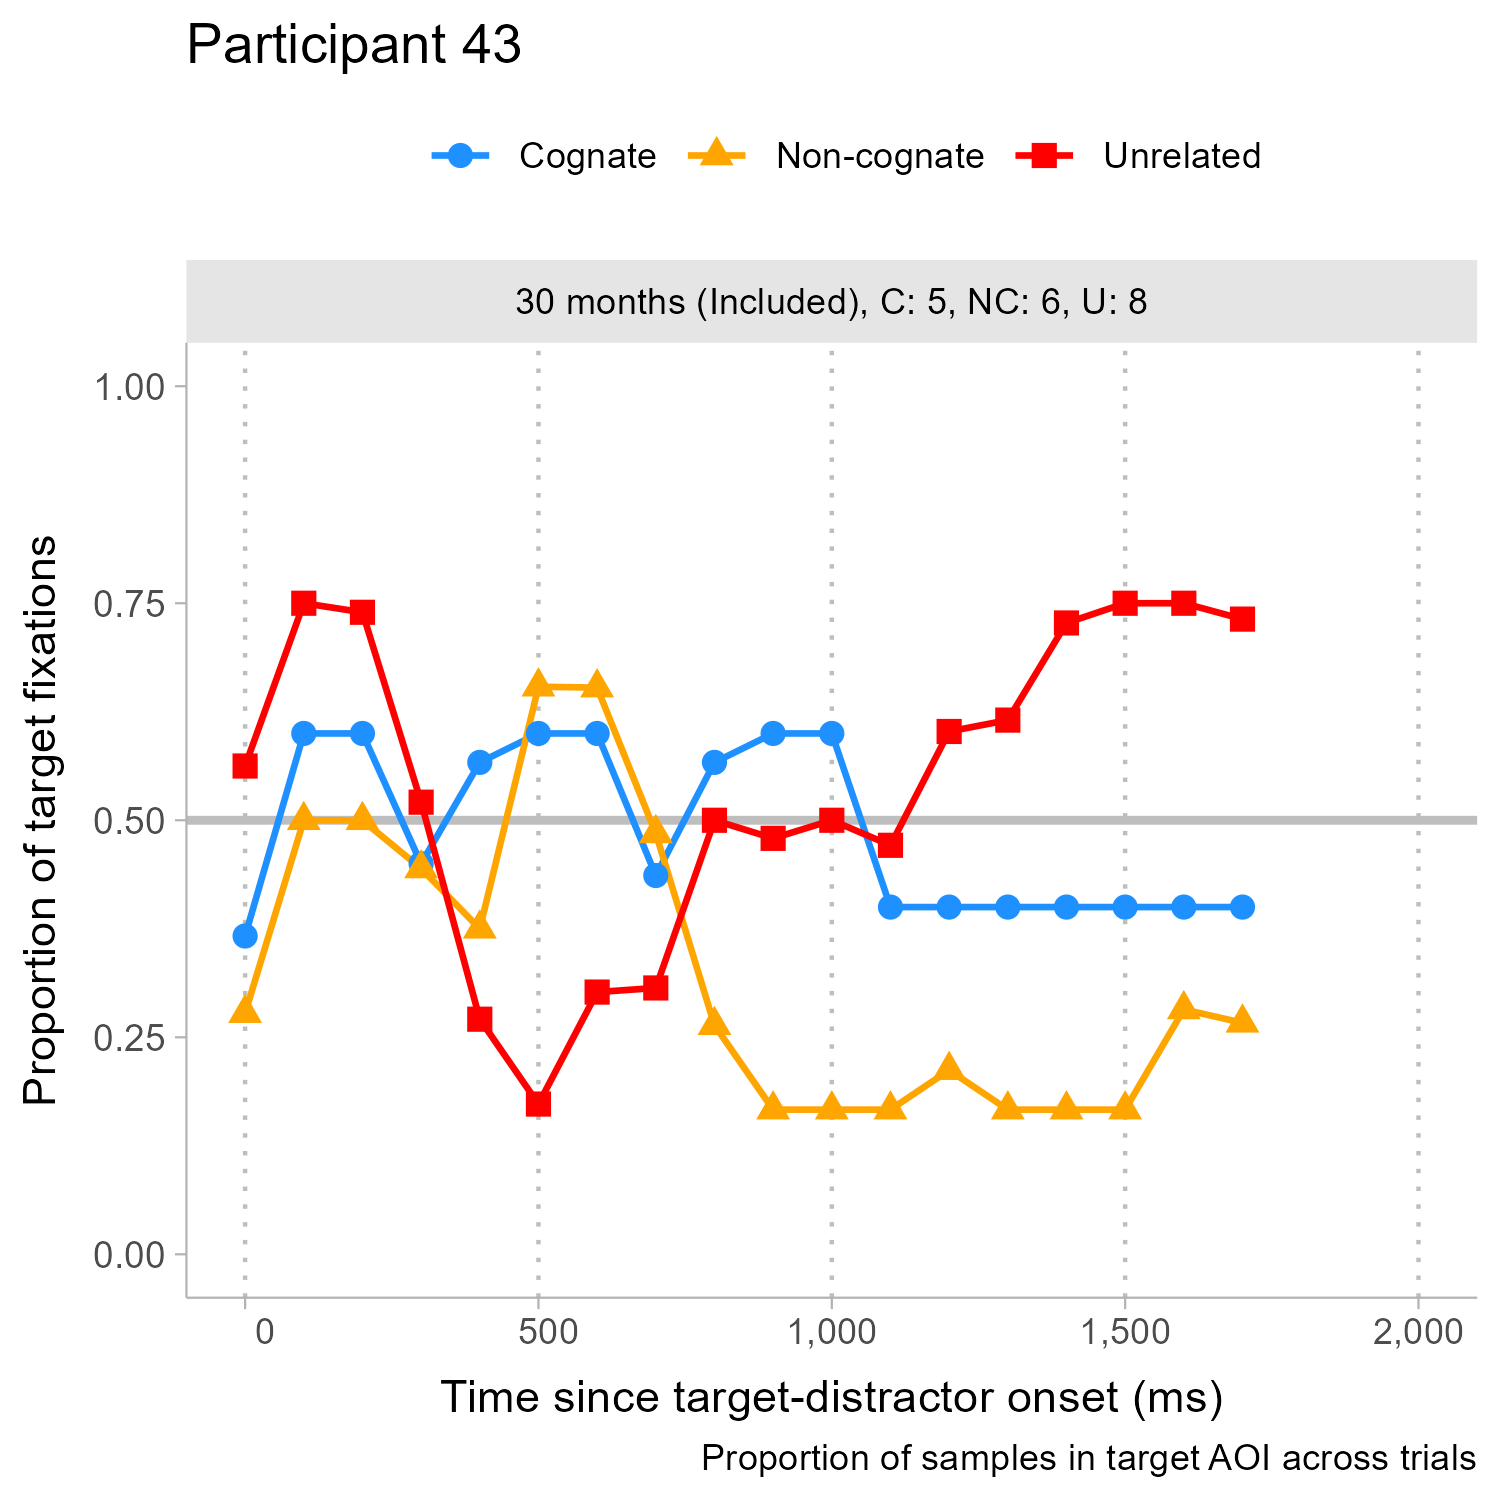 Participant 43
Cognate Non-cognate Unrelated
30 months (Included), C: 5, NC: 6, U: 8
1.00
0.75
0.50
0.25
0.00
Proportion of target fixations
0 500 1,000 1,500 2,000
Time since target-distractor onset (ms)
Proportion of samples in target AOI across trials